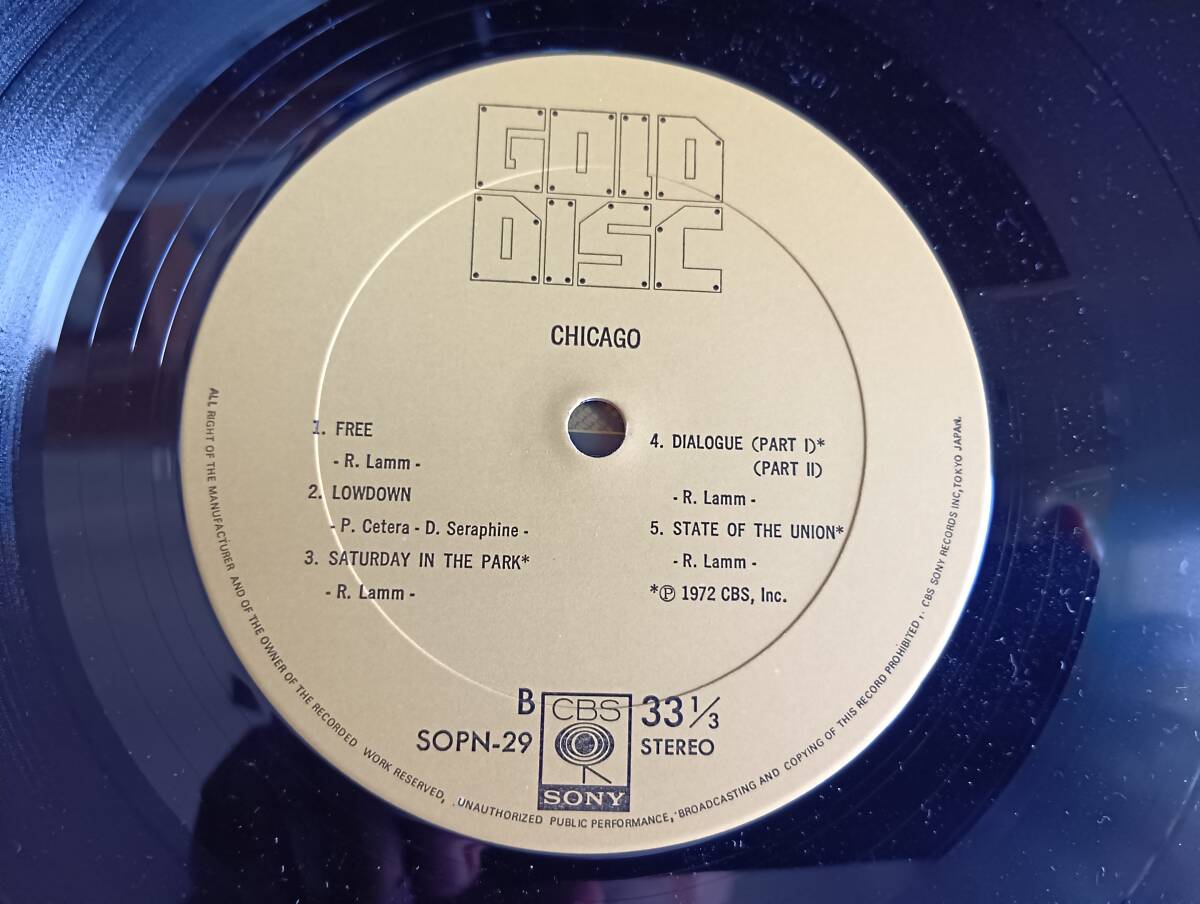 GOLD
DISC
CHICAGO
1. FREE
- R. Lamm -
2. LOWDOWN
- P. Cetera - D. Seraphine -
3. SATURDAY IN THE PARK*
- R. Lamm -
4. DIALOGUE (PART I)*
(PART II)
- R. Lamm -
5. STATE OF THE UNION*
- R. Lamm -
*Ⓟ 1972 CBS, Inc.
B
SOPN-29
CBS
SONY
33 1/3
STEREO
ALL RIGHT OF THE MANUFACTURER AND OF THE OWNER OF THE RECORDED WORK RESERVED, UNAUTHORIZED PUBLIC PERFORMANCE, BROADCASTING AND COPYING OF THIS RECORD PROHIBITED, CBS SONY RECORDS INC, TOKYO JAPAN.